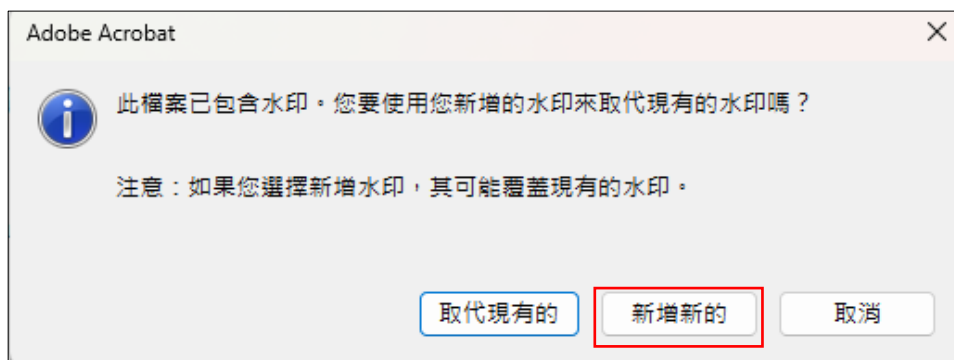 Adobe Acrobat
此檔案已包含水印。您要使用您新增的水印來取代現有的水印嗎？
注意：如果您選擇新增水印，其可能覆蓋現有的水印。
取代現有的 新增新的 取消